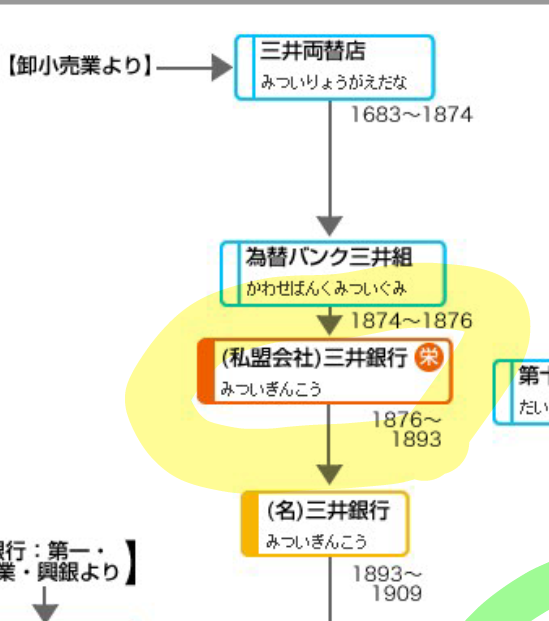 【卸小売業より】
三井両替店
みついりょうがえだな
1683〜1874
為替バンク三井組
かわせばんくみついぐみ
1874〜1876
(私盟会社)三井銀行 栄
みついぎんこう
1876〜
1893
第十
だい
(名)三井銀行
みついぎんこう
1893〜
1909
行：第一・
業・興銀より】